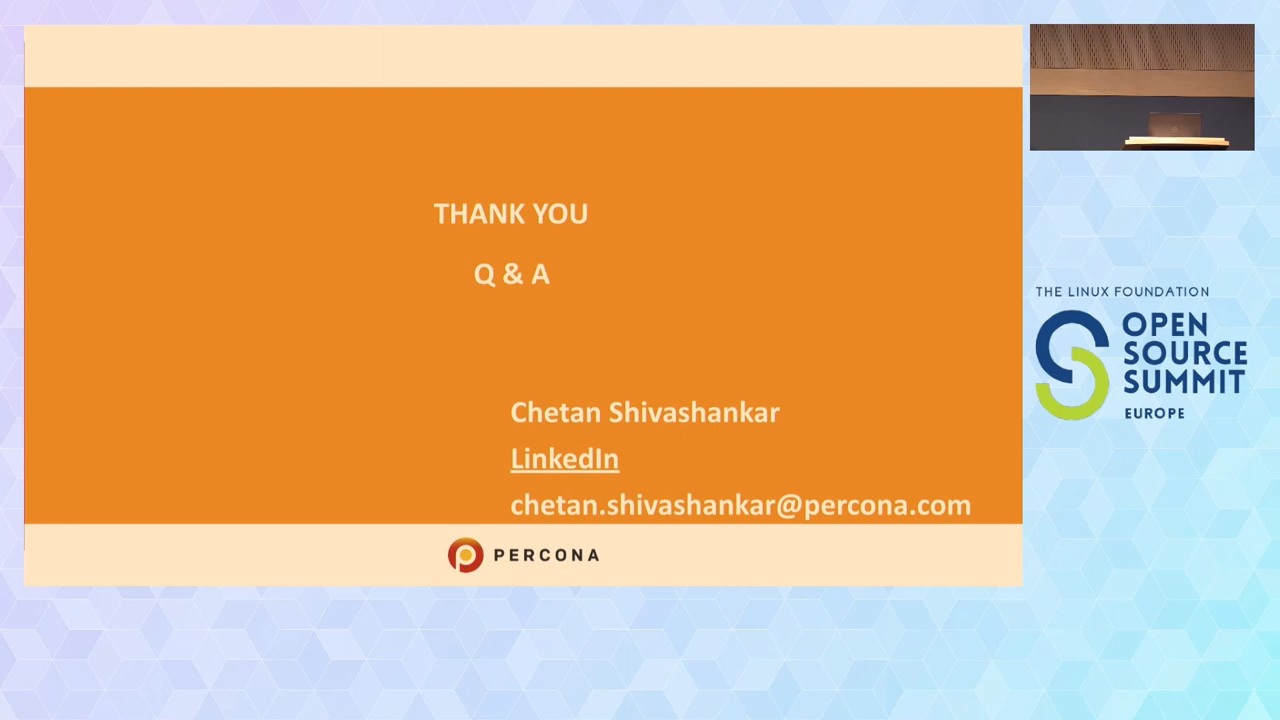 THANK YOU
Q & A
Chetan Shivashankar
LinkedIn
chetan.shivashankar@percona.com
PERCONA
THE LINUX FOUNDATION
OPEN
SOURCE
SUMMIT
EUROPE